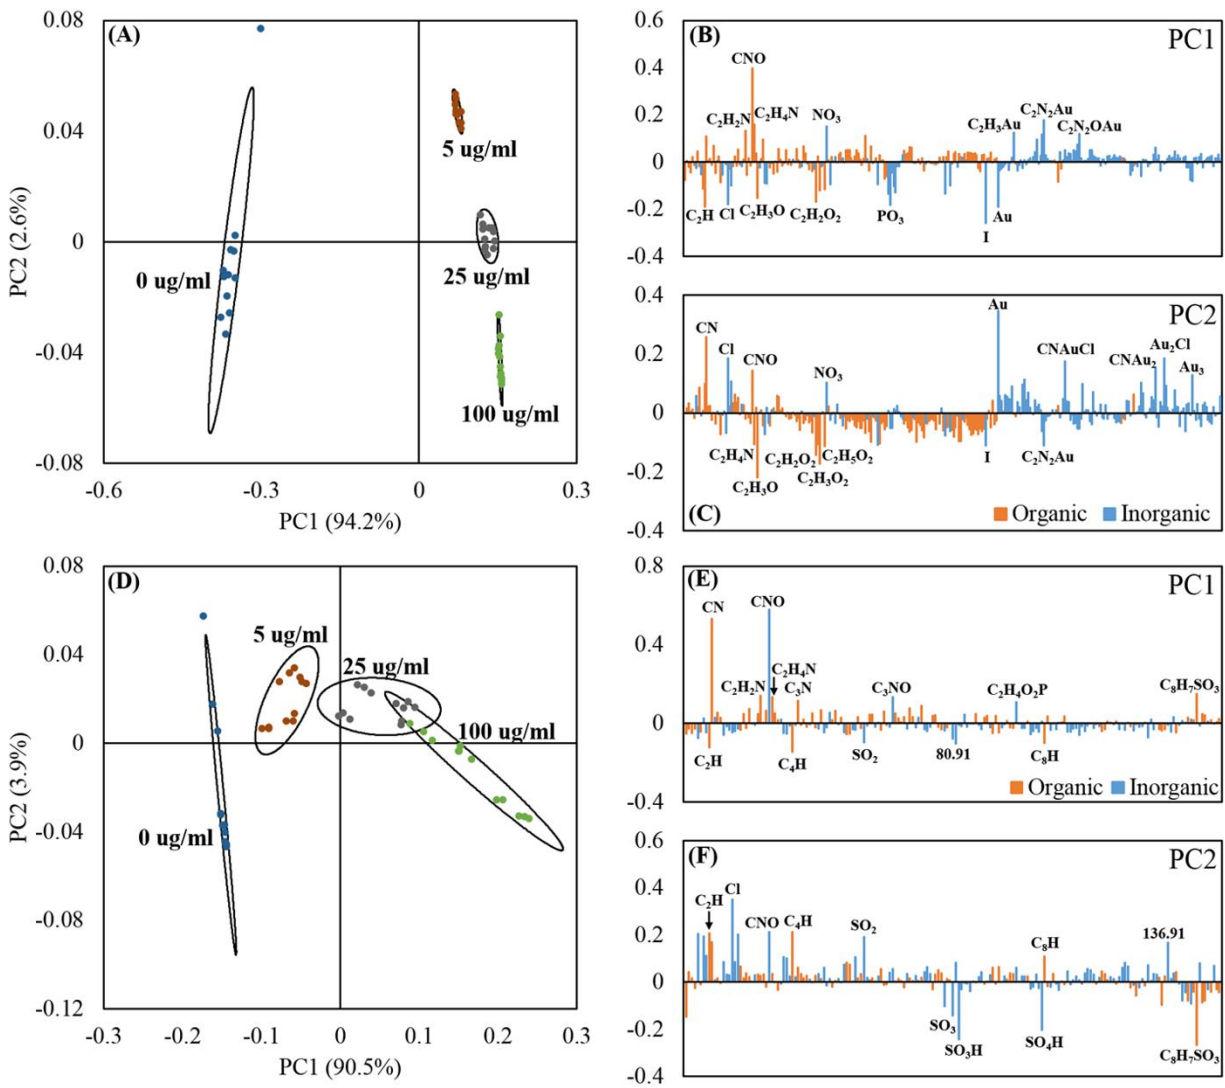 (A)
0.08
0.04
0
-0.04
-0.08
PC2 (2.6%)
5 ug/ml
25 ug/ml
0 ug/ml
100 ug/ml
-0.6
-0.3
0
0.3
PC1 (94.2%)
(B)
PC1
0.6
0.4
0.2
0
-0.2
-0.4
CNO
C₂H₂N
C₂H₄N
NO₃
C₂H₃Au
C₂N₂Au
C₂N₂OAu
C₂H
Cl
C₂H₃O
C₂H₂O₂
PO₃
I
Au
PC2
0.4
0.2
0
-0.2
-0.4
CN
Cl
CNO
NO₃
Au
CNAuCl
CNAu₂
Au₂Cl
Au₃
C₂H₄N
C₂H₃O
C₂H₂O₂
C₂H₃O₂
C₂H₅O₂
I
C₂N₂Au
(C)
Organic
Inorganic
(D)
0.08
0.04
0
-0.04
-0.08
-0.12
PC2 (3.9%)
5 ug/ml
25 ug/ml
100 ug/ml
0 ug/ml
-0.3
-0.2
-0.1
0
0.1
0.2
0.3
PC1 (90.5%)
(E)
PC1
0.8
0.4
0
-0.4
CN
CNO
C₂H₂N
C₂H₄N
C₃N
C₃NO
C₂H₄O₂P
C₈H₇SO₃
C₂H
C₄H
SO₂
80.91
C₈H
Organic
Inorganic
(F)
PC2
0.6
0.4
0.2
0
-0.2
-0.4
C₂H
Cl
CNO
C₄H
SO₂
C₈H
136.91
SO₃
SO₃H
SO₄H
C₈H₇SO₃